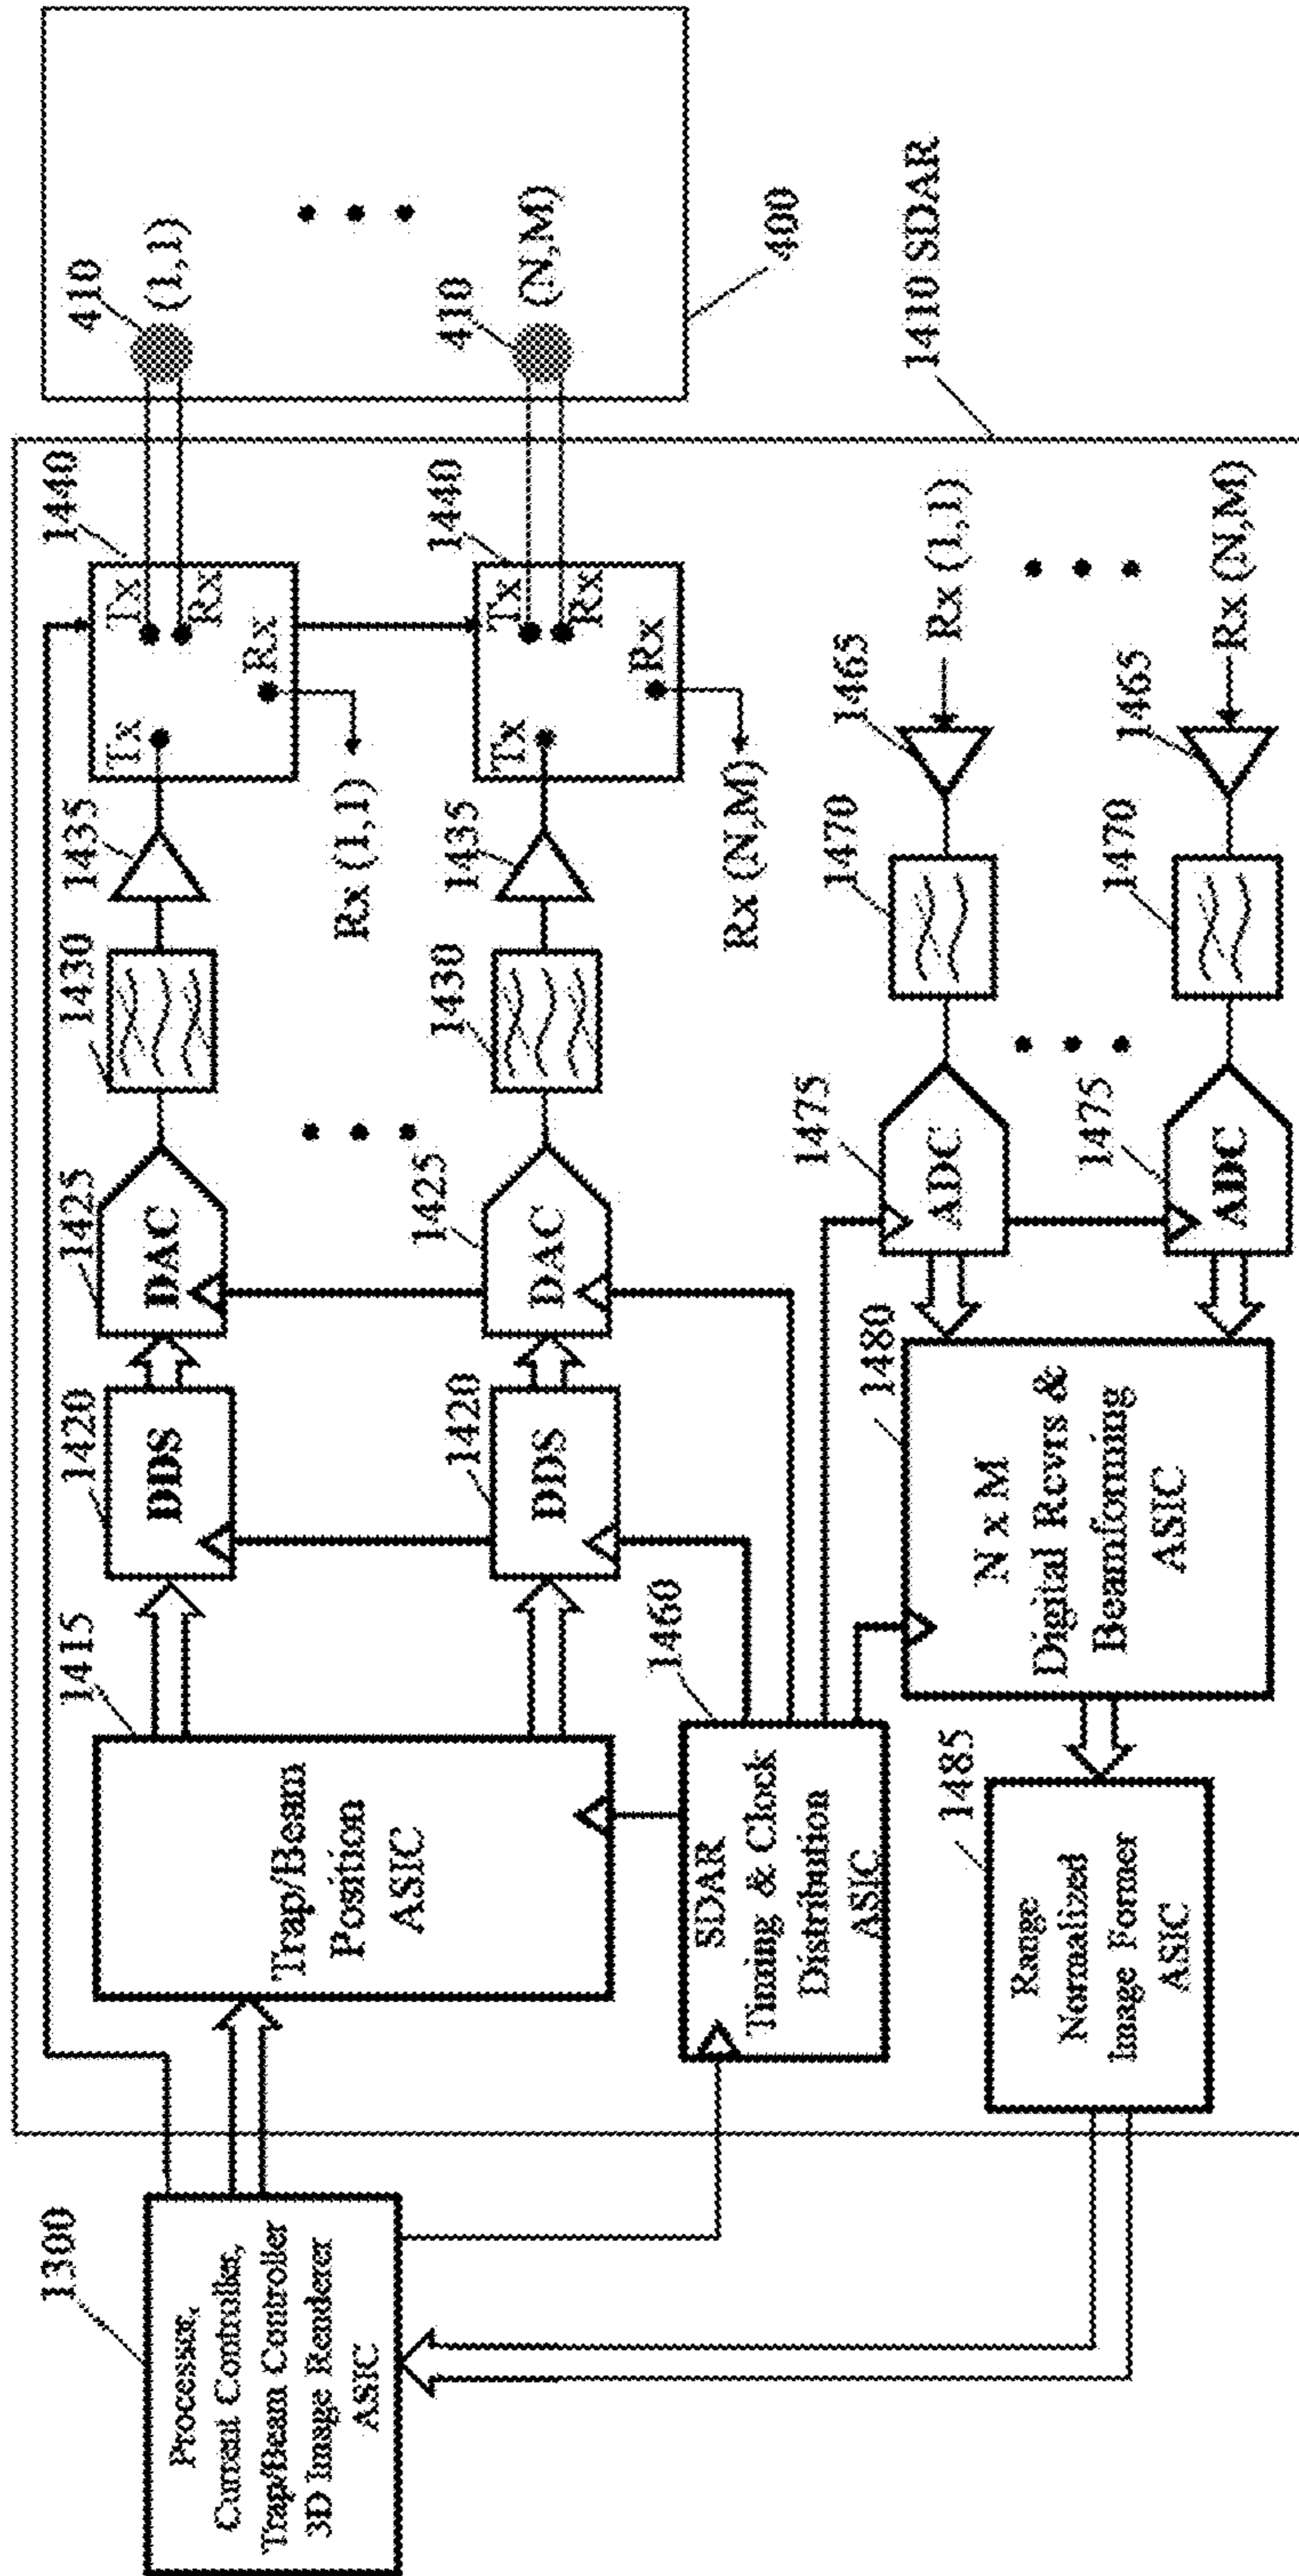 1300
Processor,
Current Controller,
Trap/Beam Controller
3D Image Renderer
ASIC
1415
Trap/Beam
Position
ASIC
1420
DDS
1425
DAC
1430
1435
1440
Tx
Tx
Rx
Rx
Rx (1,1)
410
(1,1)
1420
DDS
1425
DAC
1430
1435
1440
Tx
Tx
Rx
Rx
Rx (N,M)
410
(N,M)
400
1410 SDAR
1460
SDAR
Timing & Clock
Distribution
ASIC
1485
Range
Normalized
Image Former
ASIC
1480
N x M
Digital Rcvrs &
Beamforming
ASIC
1475
ADC
1470
1465
Rx (1,1)
1475
ADC
1470
1465
Rx (N,M)